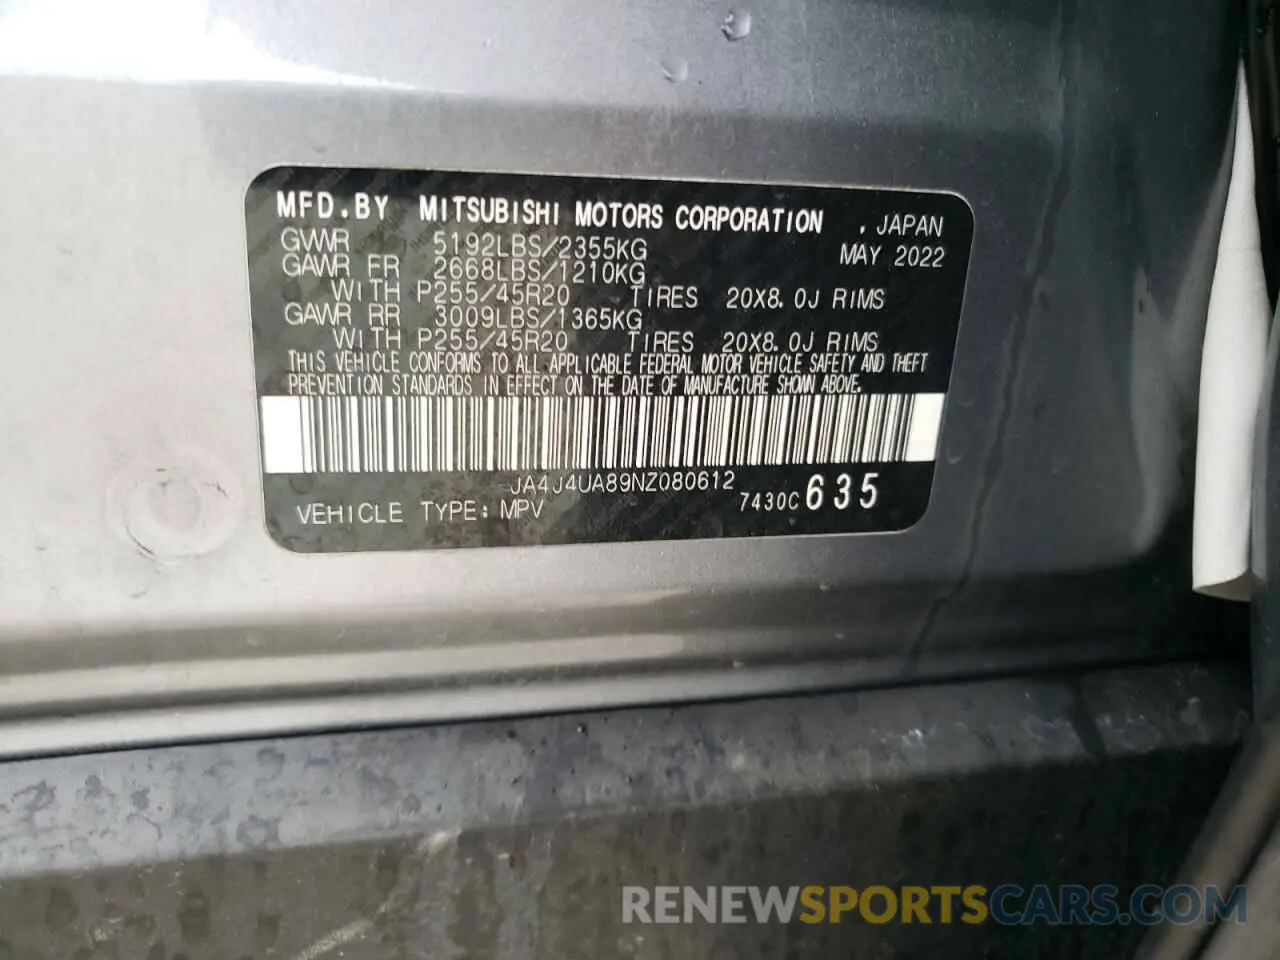 MFD.BY MITSUBISHI MOTORS CORPORATION , JAPAN
GVWR 5192LBS/2355KG MAY 2022
GAWR FR 2668LBS/1210KG
WITH P255/45R20 TIRES 20X8.0J RIMS
GAWR RR 3009LBS/1365KG
WITH P255/45R20 TIRES 20X8.0J RIMS
THIS VEHICLE CONFORMS TO ALL APPLICABLE FEDERAL MOTOR VEHICLE SAFETY AND THEFT
PREVENTION STANDARDS IN EFFECT ON THE DATE OF MANUFACTURE SHOWN ABOVE.
JA4J4UA89NZ080612
VEHICLE TYPE: MPV 7430C 635
RENEWSPORTSCARS.COM